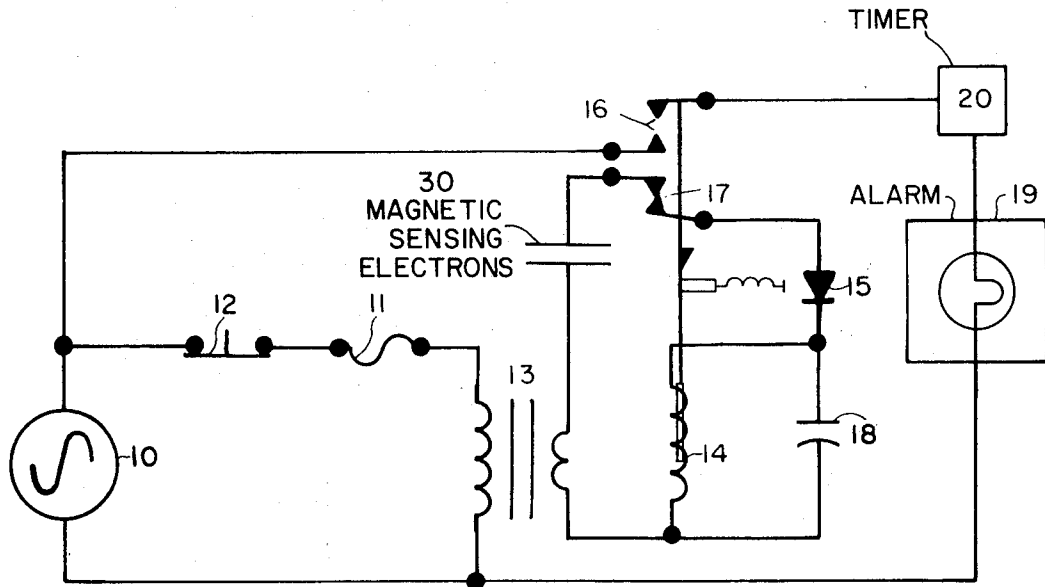 TIMER
20
16
30
MAGNETIC
SENSING
ELECTRONS
17
ALARM
19
15
12
11
13
14
18
10